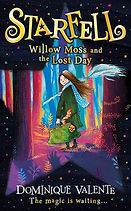 STARFELL
Willow Moss
and the
Lost Day
DOMINIQUE VALENTE
The magic is waiting...